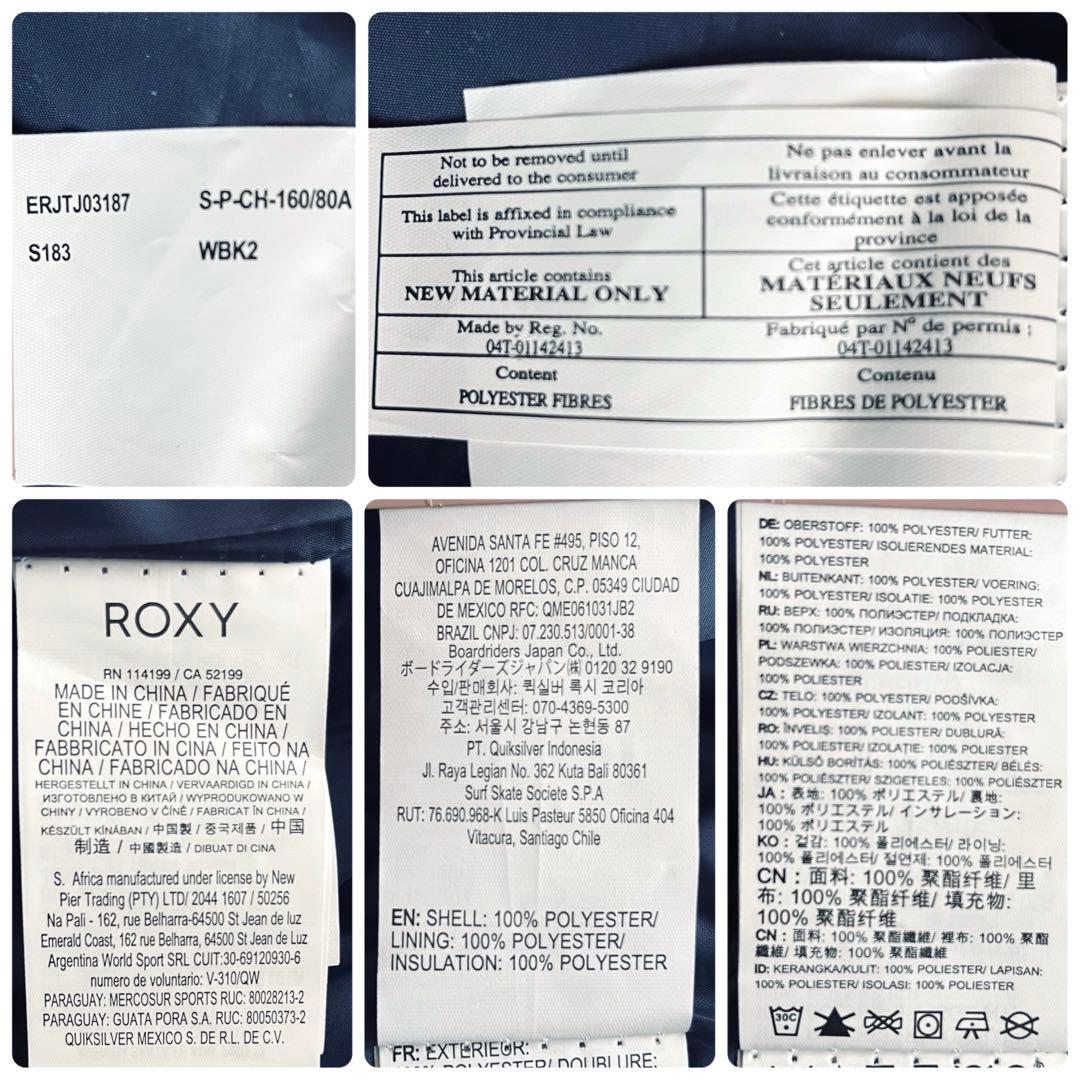 ERJTJ03187 S-P-CH-160/80A
S183 WBK2
Not to be removed until
delivered to the consumer
Ne pas enlever avant la
livraison au consommateur
This label is affixed in compliance
with Provincial Law
Cette étiquette est apposée
conformément à la loi de la
province
This article contains
NEW MATERIAL ONLY
Cet article contient des
MATÉRIAUX NEUFS
SEULEMENT
Made by Reg. No.
04T-01142413
Fabriqué par Nº de permis :
04T-01142413
Content
POLYESTER FIBRES
Contenu
FIBRES DE POLYESTER
ROXY
RN 114199 / CA 52199
MADE IN CHINA / FABRIQUÉ
EN CHINE / FABRICADO EN
CHINA / HECHO EN CHINA /
FABBRICATO IN CINA / FEITO NA
CHINA / FABRICADO NA CHINA /
HERGESTELLT IN CHINA / VERVAARDIGD IN CHINA /
ИЗГОТОВЛЕНО В КИТАЙ / WYPRODUKOWANO W
CHINY / VYROBENO V ČÍNĚ / FABRICAT ÎN CHINA /
KÉSZÜLT KÍNÁBAN / 中国製 / 중국제품 / 中国
制造 / 中國製造 / DIBUAT DI CINA
S. Africa manufactured under license by New
Pier Trading (PTY) LTD/ 2044 1607 / 50256
Na Pali - 162, rue Belharra-64500 St Jean de luz
Emerald Coast, 162 rue Belharra, 64500 St Jean de Luz
Argentina World Sport SRL CUIT:30-69120930-6
numero de voluntario: V-310/QW
PARAGUAY: MERCOSUR SPORTS RUC: 80028213-2
PARAGUAY: GUATA PORA S.A. RUC: 80050373-2
QUIKSILVER MEXICO S. DE R.L. DE C.V.
AVENIDA SANTA FE #495, PISO 12,
OFICINA 1201 COL. CRUZ MANCA
CUAJIMALPA DE MORELOS, C.P. 05349 CIUDAD
DE MEXICO RFC: QME061031JB2
BRAZIL CNPJ: 07.230.513/0001-38
Boardriders Japan Co., Ltd.
ボードライダーズジャパン㈱ 0120 32 9190
수입/판매회사: 퀵실버 록시 코리아
고객관리센터: 070-4369-5300
주소: 서울시 강남구 논현동 87
PT. Quiksilver Indonesia
Jl. Raya Legian No. 362 Kuta Bali 80361
Surf Skate Societe S.P.A
RUT: 76.690.968-K Luis Pasteur 5850 Oficina 404
Vitacura, Santiago Chile
EN: SHELL: 100% POLYESTER/
LINING: 100% POLYESTER/
INSULATION: 100% POLYESTER
FR: EXTERIEUR:
POLYESTER/ DOUBLURE:
DE: OBERSTOFF: 100% POLYESTER/ FUTTER:
100% POLYESTER/ ISOLIERENDES MATERIAL:
100% POLYESTER
NL: BUITENKANT: 100% POLYESTER/ VOERING:
100% POLYESTER/ ISOLATIE: 100% POLYESTER
RU: ВЕРХ: 100% ПОЛИЭСТЕР/ ПОДКЛАДКА:
100% ПОЛИЭСТЕР/ ИЗОЛЯЦИЯ: 100% ПОЛИЭСТЕР
PL: WARSTWA WIERZCHNIA: 100% POLIESTER/
PODSZEWKA: 100% POLIESTER/ IZOLACJA:
100% POLIESTER
CZ: TELO: 100% POLYESTER/ PODŠÍVKA:
100% POLYESTER/ IZOLANT: 100% POLYESTER
RO: ÎNVELIȘ: 100% POLIESTER/ DUBLURĂ:
100% POLIESTER/ IZOLAȚIE: 100% POLIESTER
HU: KÜLSŐ BORÍTÁS: 100% POLIÉSZTER/ BÉLÉS:
100% POLIÉSZTER/ SZIGETELES: 100% POLIÉSZTER
JA : 表地: 100% ポリエステル/ 裏地:
100% ポリエステル/ インサレーション:
100% ポリエステル
KO : 겉감: 100% 폴리에스터/ 라이닝:
100% 폴리에스터/ 절연제: 100% 폴리에스터
CN : 面料: 100% 聚酯纤维/ 里
布: 100% 聚酯纤维/ 填充物:
100% 聚酯纤维
CN : 面料: 100% 聚酯纖維/ 裡布: 100% 聚酯
纖維/ 填充物: 100% 聚酯纖維
ID: KERANGKA/KULIT: 100% POLIESTER/ LAPISAN:
100% POLIESTER/ ISOLASI: 100% POLIESTER
30C